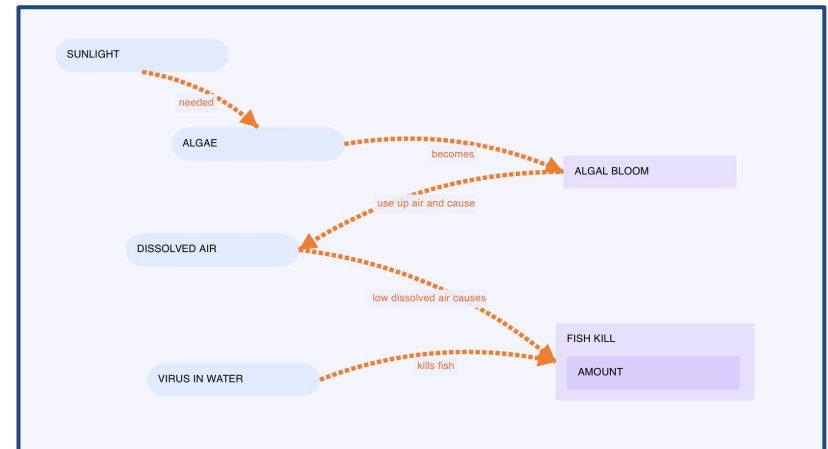 SUNLIGHT
needed
ALGAE
becomes
ALGAL BLOOM
use up air and cause
DISSOLVED AIR
low dissolved air causes
FISH KILL
AMOUNT
kills fish
VIRUS IN WATER